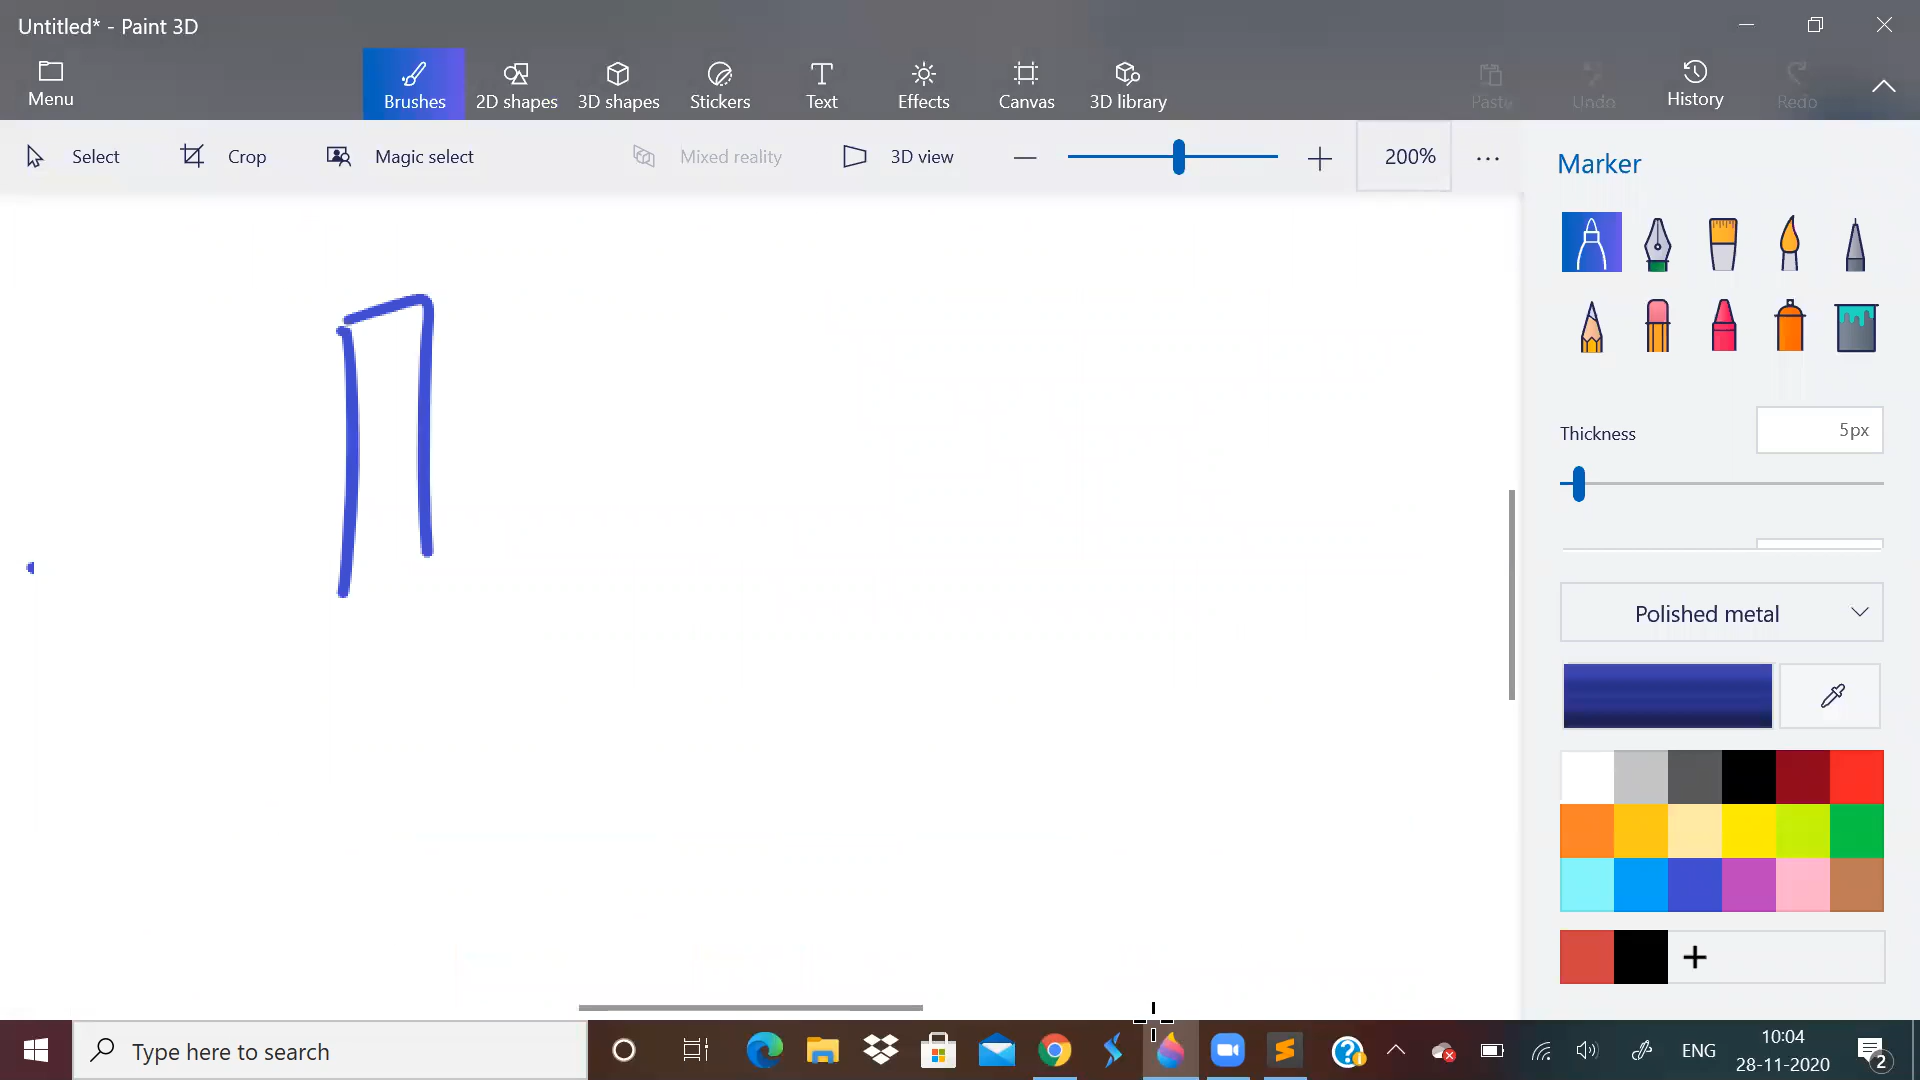 Untitled* - Paint 3D
Menu
Brushes
2D shapes
3D shapes
Stickers
Text
Effects
Canvas
3D library
Paste
Undo
History
Redo
Select
Crop
Magic select
Mixed reality
3D view
200%
Marker
Thickness
5px
Polished metal
Type here to search
ENG
10:04
28-11-2020
2